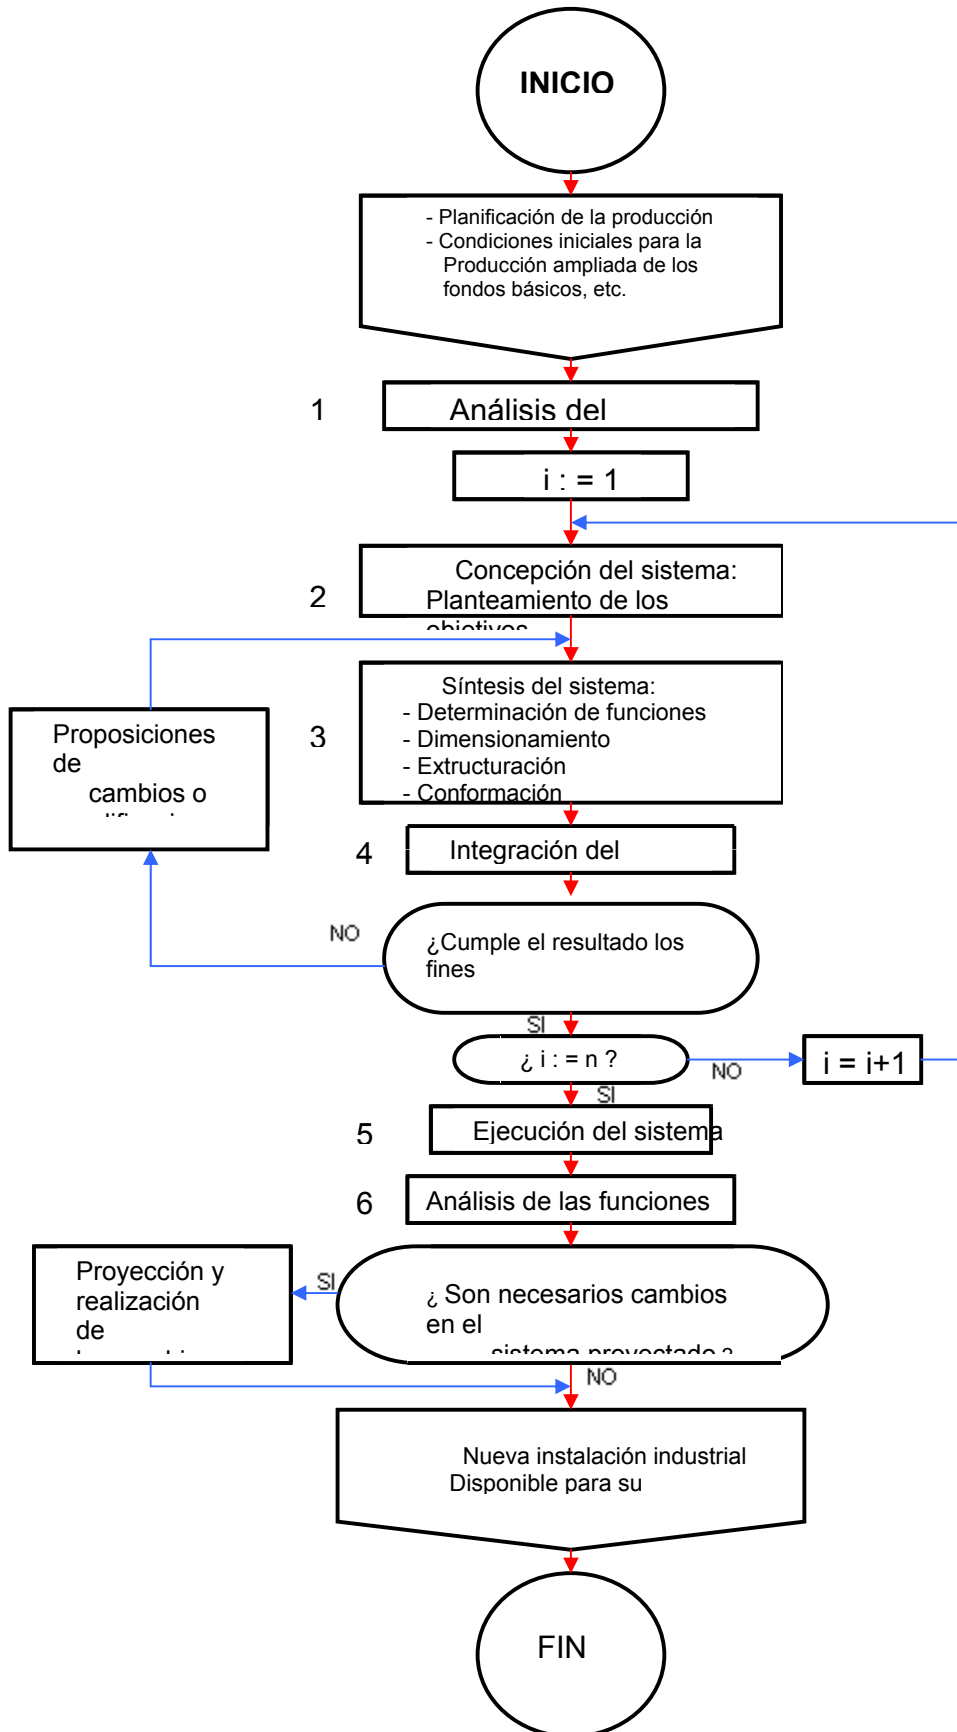 INICIO
- Planificación de la producción
- Condiciones iniciales para la
Producción ampliada de los
fondos básicos, etc.
1
Análisis del
i : = 1
2
Concepción del sistema:
Planteamiento de los
objetivos
3
Síntesis del sistema:
- Determinación de funciones
- Dimensionamiento
- Extructuración
- Conformación
Proposiciones
de
cambios o
4
Integración del
NO
¿Cumple el resultado los
fines
SI
¿ i : = n ?
NO
i = i+1
SI
5
Ejecución del sistema
6
Análisis de las funciones
Proyección y
realización
de
SI
¿ Son necesarios cambios
en el
sistema proyectado ?
NO
Nueva instalación industrial
Disponible para su
FIN